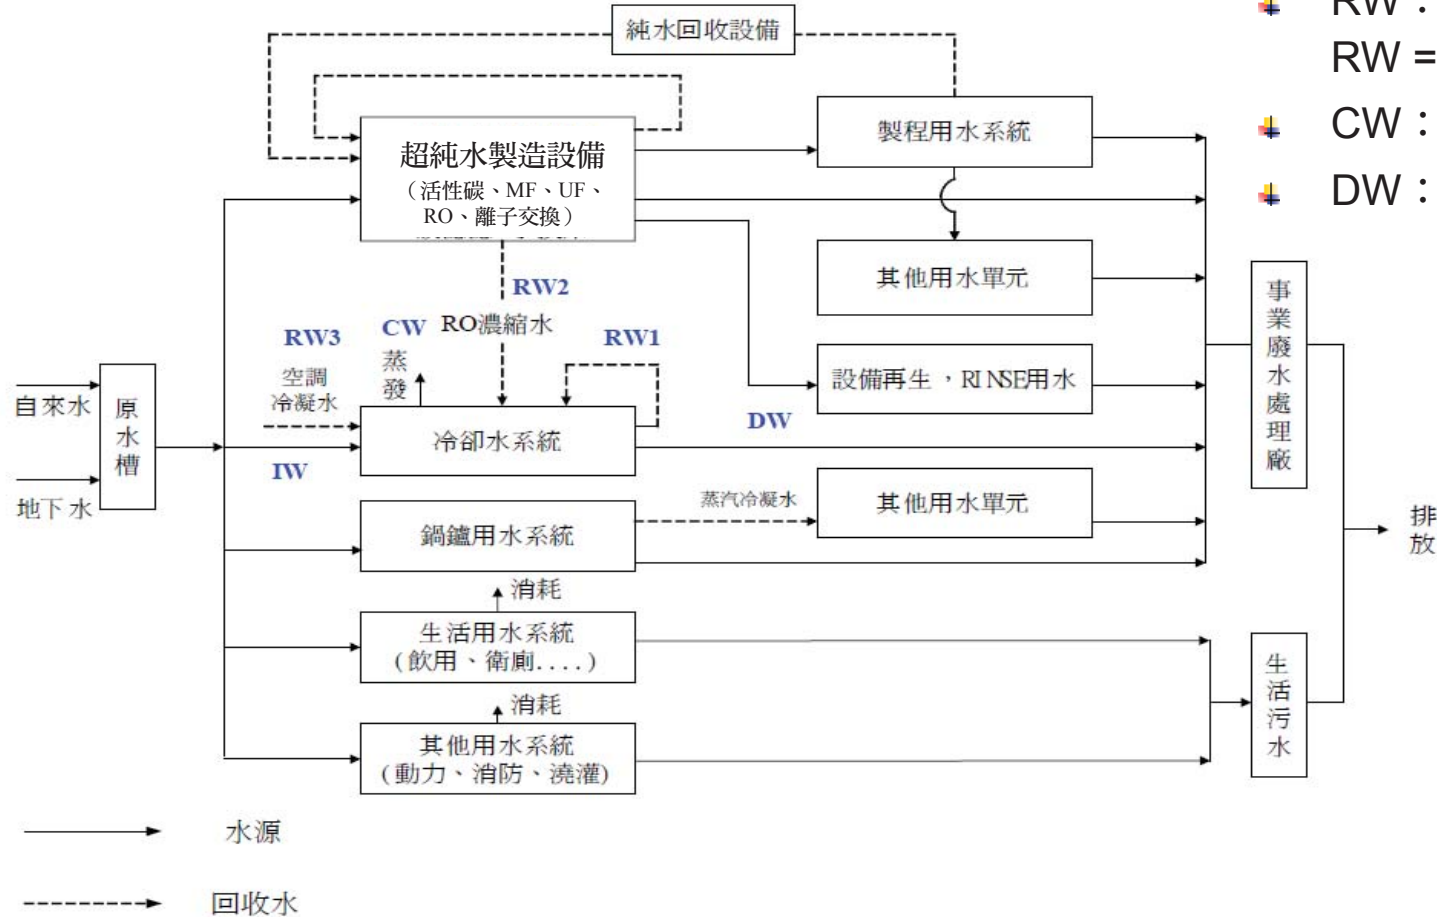 純水回收設備
RW：
RW =
CW：
DW：
超純水製造設備
（活性碳、MF、UF、
RO、離子交換）
製程用水系統
其他用水單元
RW2
RO濃縮水
RW3
空調
冷凝水
CW
蒸
發
RW1
設備再生，RINSE用水
自來水
地下水
原
水
槽
IW
冷卻水系統
DW
鍋鑪用水系統
蒸汽冷凝水
其他用水單元
消耗
生活用水系統
(飲用、衛廁....)
消耗
其他用水系統
(動力、消防、澆灌)
事
業
廢
水
處
理
廠
生
活
污
水
排
放
水源
回收水